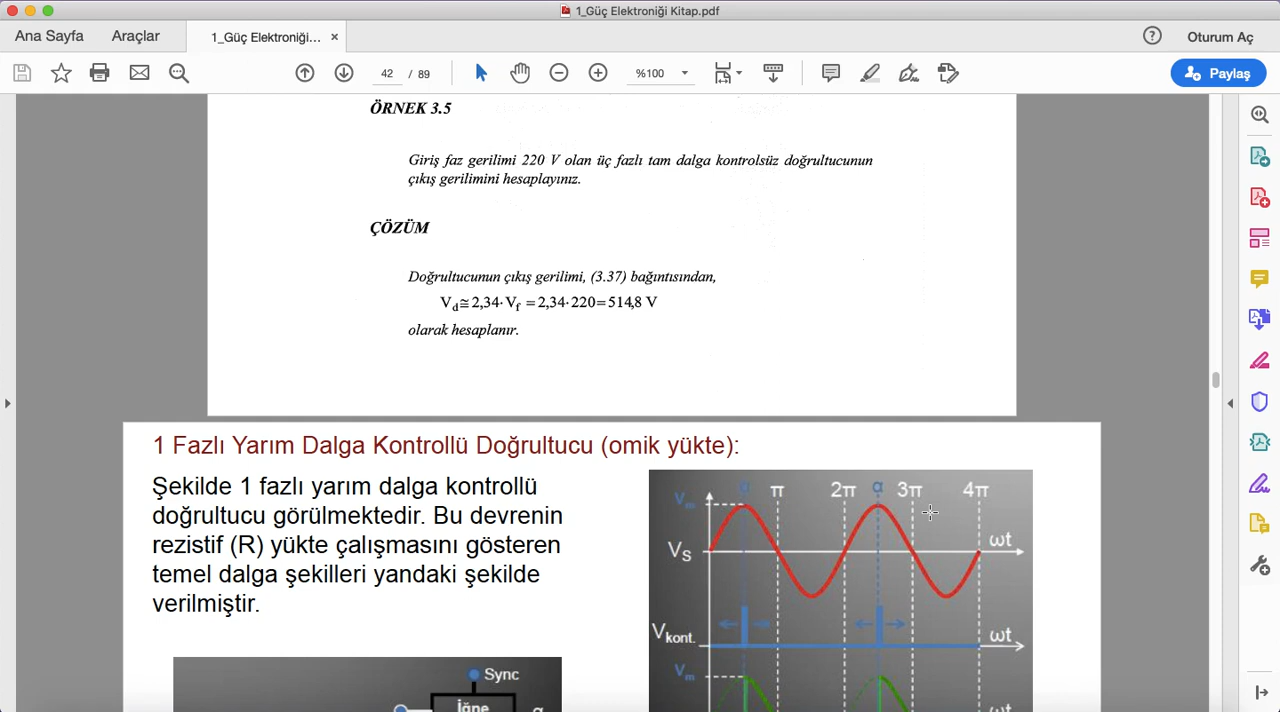 1_Güç Elektroniği Kitap.pdf
Ana Sayfa Araçlar 1_Güç Elektroniği... × Oturum Aç
42 / 89 %100 Paylaş
ÖRNEK 3.5
Giriş faz gerilimi 220 V olan üç fazlı tam dalga kontrolsüz doğrultucunun
çıkış gerilimini hesaplayınız.
ÇÖZÜM
Doğrultucunun çıkış gerilimi, (3.37) bağıntısından,
Vd≅2,34·Vf =2,34·220=514,8 V
olarak hesaplanır.
1 Fazlı Yarım Dalga Kontrollü Doğrultucu (omik yükte):
Şekilde 1 fazlı yarım dalga kontrollü
doğrultucu görülmektedir. Bu devrenin
rezistif (R) yükte çalışmasını gösteren
temel dalga şekilleri yandaki şekilde
verilmiştir.
Sync
İğne
α
Vm α π 2π α 3π 4π
VS ωt
Vkont. ωt
Vm
ωt